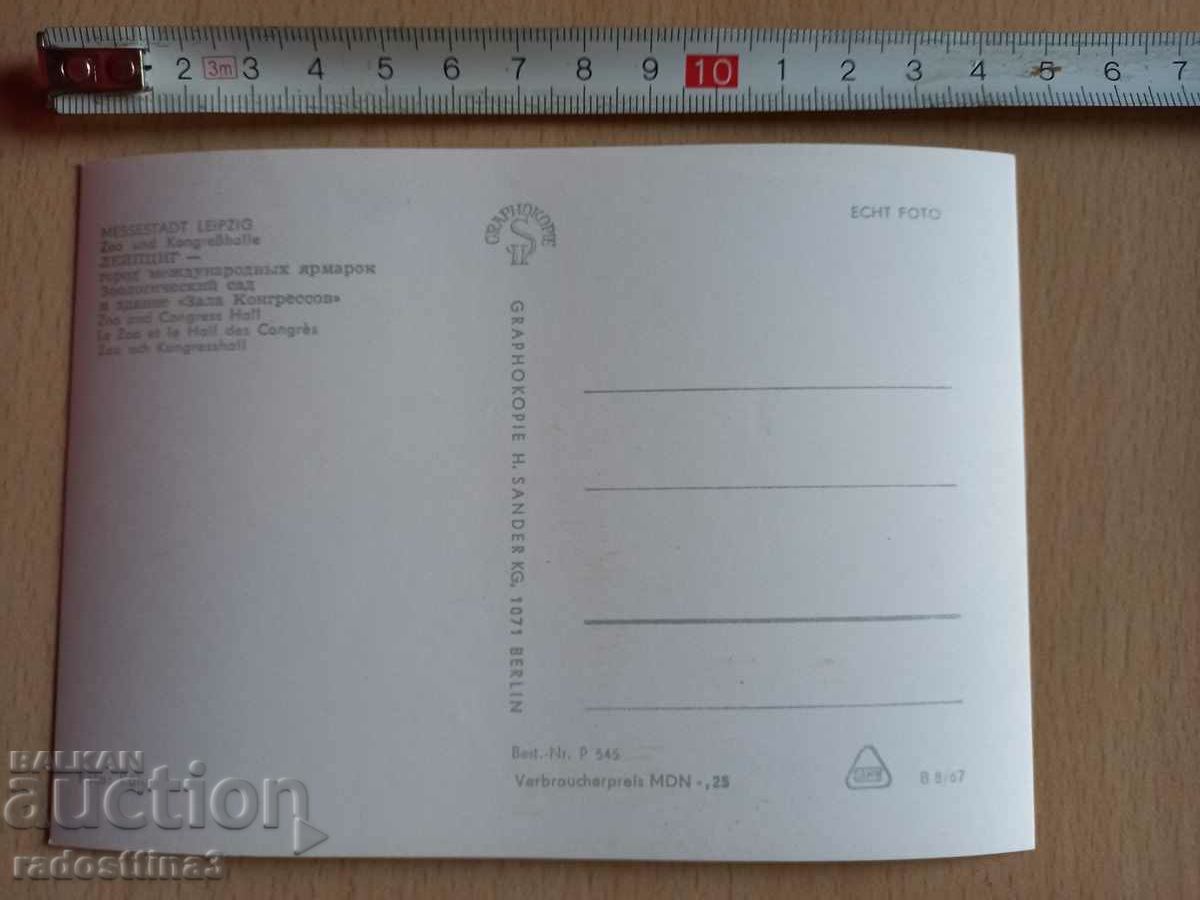 2 3m 3 4 5 6 7 8 9 10 1 2 3 4 5 6 7
MESSESTADT LEIPZIG
Zoo und Kongreßhalle
ЛЕЙПЦИГ —
город международных ярмарок
Зоологический сад
и здание «Зала Конгрессов»
Zoo and Congress Hall
Le Zoo et le Hall des Congrès
Zoo och Kongresshall
GRAPHOKOPIE
H S
GRAPHOKOPIE H. SANDER KG, 1071 BERLIN
ECHT FOTO
Best.-Nr. P 545
Verbraucherpreis MDN -,25
B 8/67
BALKAN
auction
radosttina3